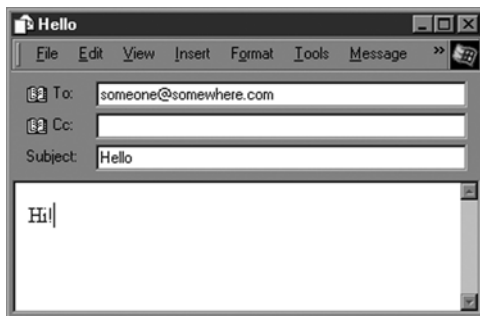 Hello
File Edit View Insert Format Tools Message »
To: someone@somewhere.com
Cc:
Subject: Hello
Hi!